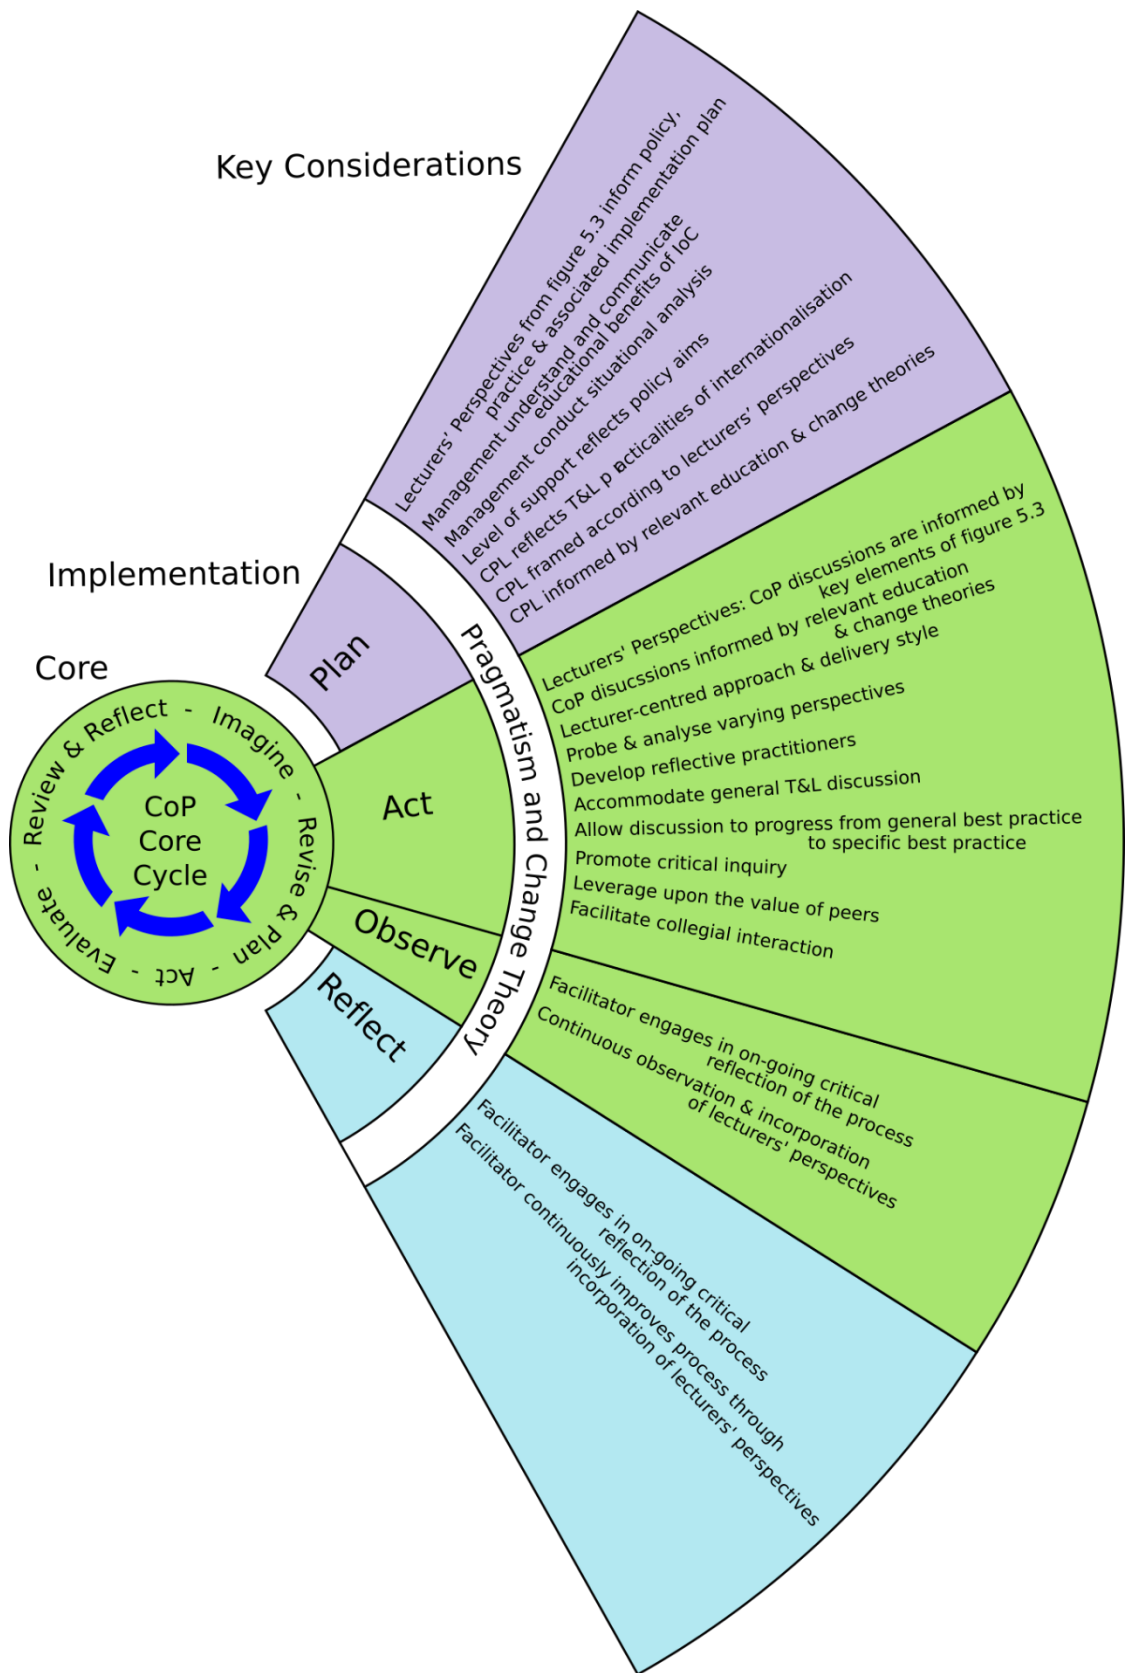 Key Considerations
Implementation
Core
Review & Reflect - Imagine - Revise & Plan - Act - Evaluate -
CoP
Core
Cycle
Plan
Act
Observe
Reflect
Pragmatism and Change Theory
Lecturers' Perspectives from figure 5.3 inform policy,
practice & associated implementation plan
Management understand and communicate
educational benefits of IoC
Management conduct situational analysis
Level of support reflects policy aims
CPL reflects T&L practicalities of internationalisation
CPL framed according to lecturers' perspectives
CPL informed by relevant education & change theories
Lecturers' Perspectives: CoP discussions are informed by
key elements of figure 5.3
CoP disucssions informed by relevant education
& change theories
Lecturer-centred approach & delivery style
Probe & analyse varying perspectives
Develop reflective practitioners
Accommodate general T&L discussion
Allow discussion to progress from general best practice
to specific best practice
Promote critical inquiry
Leverage upon the value of peers
Facilitate collegial interaction
Facilitator engages in on-going critical
reflection of the process
Continuous observation & incorporation
of lecturers' perspectives
Facilitator engages in on-going critical
reflection of the process
Facilitator continuously improves process through
incorporation of lecturers' perspectives